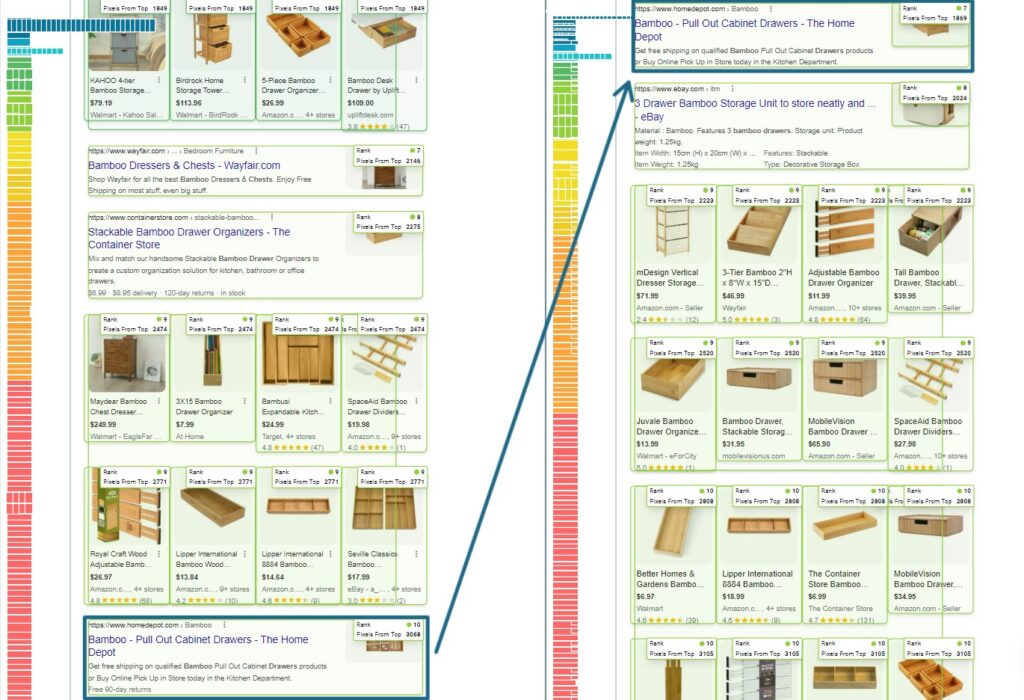 Pixels From Top 1849
Pixels From Top 1849
Pixels From Top 1849
Pixels From Top 1849
KAHOO 4-tier
Bamboo Storage...
$79.19
Walmart - Kahoo Sal...
Birdrock Home
Storage Tower...
$113.96
Walmart - BirdRock ...
5-Piece Bamboo
Drawer Organizer...
$26.99
Amazon.c..., 4+ stores
Bamboo Desk
Drawer by Uplift...
$109.00
upliftdesk.com
3.8 (47)
https://www.wayfair.com › ... › Bedroom Furniture
Bamboo Dressers & Chests - Wayfair.com
Shop Wayfair for all the best Bamboo Dressers & Chests. Enjoy Free
Shipping on most stuff, even big stuff.
Rank 7
Pixels From Top 2146
https://www.containerstore.com › stackable-bamboo...
Stackable Bamboo Drawer Organizers - The
Container Store
Mix and match our handsome Stackable Bamboo Drawer Organizers to
create a custom organization solution for kitchen, bathroom or office
drawers.
$6.99 - $8.95 delivery · 120-day returns · In stock
Rank 8
Pixels From Top 2275
Rank 9
Pixels From Top 2474
Rank 9
Pixels From Top 2474
Rank 9
Pixels From Top 2474
Rank 9
Pixels From Top 2474
Maydear Bamboo
Chest Dresser...
$249.99
Walmart - EagleFar ...
3X15 Bamboo
Drawer Organizer
$7.99
At Home
Bambusi
Expandable Kitch...
$24.99
Target, 4+ stores
4.8 (47)
SpaceAid Bamboo
Drawer Dividers...
$19.98
Amazon.c..., 9+ stores
4.0 (1)
Rank 9
Pixels From Top 2771
Rank 9
Pixels From Top 2771
Rank 9
Pixels From Top 2771
Rank 9
Pixels From Top 2771
Royal Craft Wood
Adjustable Bamb...
$26.97
Amazon.c..., 4+ stores
4.8 (68)
Lipper International
Bamboo Wood...
$13.84
Amazon.c..., 9+ stores
4.2 (10)
Lipper International
8884 Bamboo...
$14.64
Amazon.c..., 4+ stores
4.6 (9)
Seville Classics
Bamboo...
$17.99
eBay - a_..., 4+ stores
3.0 (2)
https://www.homedepot.com › Bamboo
Bamboo - Pull Out Cabinet Drawers - The Home
Depot
Get free shipping on qualified Bamboo Pull Out Cabinet Drawers products
or Buy Online Pick Up in Store today in the Kitchen Department.
Free 90-day returns
Rank 10
Pixels From Top 3068
https://www.homedepot.com › Bamboo
Bamboo - Pull Out Cabinet Drawers - The Home
Depot
Get free shipping on qualified Bamboo Pull Out Cabinet Drawers products
or Buy Online Pick Up in Store today in the Kitchen Department.
Rank 7
Pixels From Top 1869
https://www.ebay.com › itm
3 Drawer Bamboo Storage Unit to store neatly and ...
- eBay
Material : Bamboo. Features 3 bamboo drawers. Storage unit. Product
weight: 1.25kg.
Item Width: 15cm (H) x 20cm (W) x ... Features: Stackable
Item Weight: 1.25kg Type: Decorative Storage Box
Rank 8
Pixels From Top 2024
Rank 9
Pixels From Top 2223
Rank 9
Pixels From Top 2223
Rank 9
Pixels From Top 2223
Rank 9
Pixels From Top 2223
mDesign Vertical
Dresser Storage...
$71.99
Amazon.com - Seller
2.4 (12)
3-Tier Bamboo 2"H
x 8"W x 15"D...
$46.99
Wayfair
5.0 (3)
Adjustable Bamboo
Drawer Organizer
$11.99
Amazon...., 10+ stores
4.8 (64)
Tall Bamboo
Drawer, Stackabl...
$39.95
Amazon.com - Seller
Rank 9
Pixels From Top 2520
Rank 9
Pixels From Top 2520
Rank 9
Pixels From Top 2520
Rank 9
Pixels From Top 2520
Juvale Bamboo
Drawer Organize...
$13.99
Walmart - eForCity
5.0 (1)
Bamboo Drawer,
Stackable Storag...
$31.95
mobilevisionus.com
MobileVision
Bamboo Drawer ...
$65.90
Amazon.com - Seller
SpaceAid Bamboo
Drawer Dividers...
$27.98
Amazon...., 10+ stores
4.0 (1)
Rank 10
Pixels From Top 2808
Rank 10
Pixels From Top 2808
Rank 10
Pixels From Top 2808
Rank 10
Pixels From Top 2808
Better Homes &
Gardens Bamboo...
$6.97
Walmart
4.6 (39)
Lipper International
8884 Bamboo...
$18.99
Amazon...., 4+ stores
4.6 (9)
The Container
Store Bamboo...
$6.99
The Container Store
4.7 (131)
MobileVision
Bamboo Drawer,...
$34.95
Amazon.com - Seller
Rank 10
Pixels From Top 3105
Rank 10
Pixels From Top 3105
Rank 10
Pixels From Top 3105
Rank 10
Pixels From Top 3105